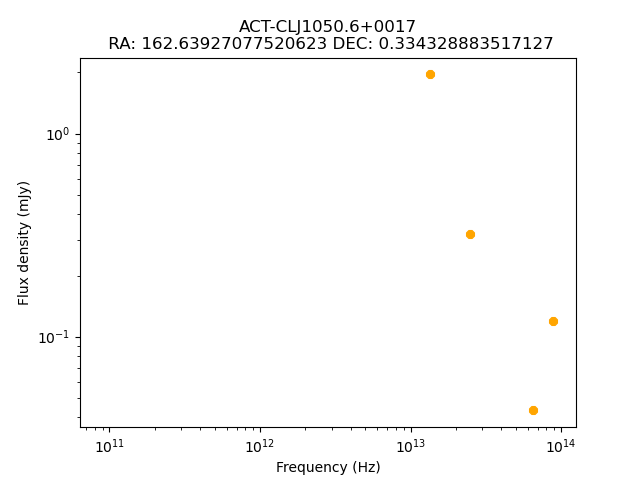 ACT-CLJ1050.6+0017
RA: 162.63927077520623 DEC: 0.334328883517127
Flux density (mJy)
10⁰
10⁻¹
10¹¹ 10¹² 10¹³ 10¹⁴
Frequency (Hz)